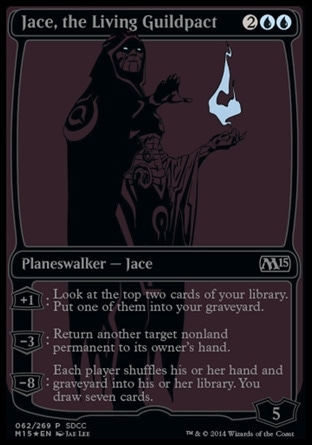 Jace, the Living Guildpact 2
Planeswalker — Jace M15
+1: Look at the top two cards of your library.
Put one of them into your graveyard.
-3: Return another target nonland
permanent to its owner's hand.
-8: Each player shuffles his or her hand and
graveyard into his or her library. You
draw seven cards.
5
062/269 P SDCC
M15★EN Jae Lee ™ & © 2014 Wizards of the Coast